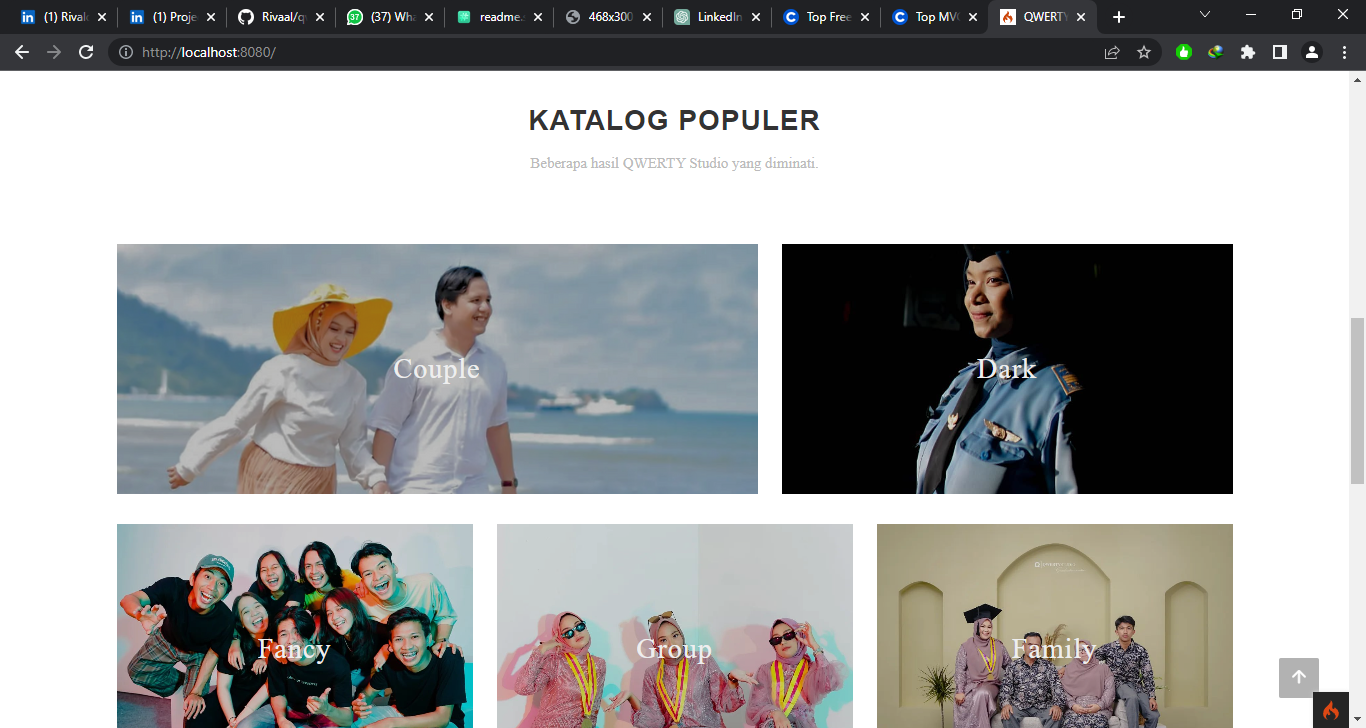 (1) Rival
(1) Proje
Rivaal/q
(37) Wha
readme.
468x300
LinkedIn
Top Free
Top MV
QWERTY
http://localhost:8080/
KATALOG POPULER
Beberapa hasil QWERTY Studio yang diminati.
Couple
Dark
Fancy
Group
Family